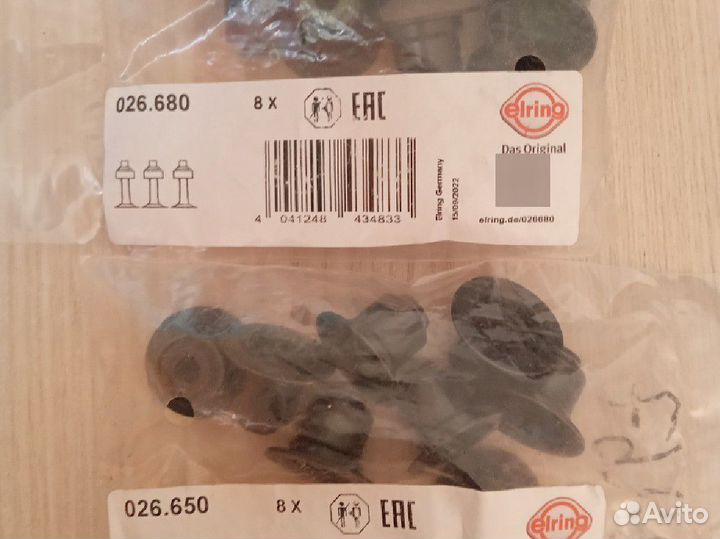 026.680 8 X EAC elring
Das Original
Elring Germany
15/09/2022
4 041248 434833
elring.de/026680
026.650 8 X EAC elring
Avito